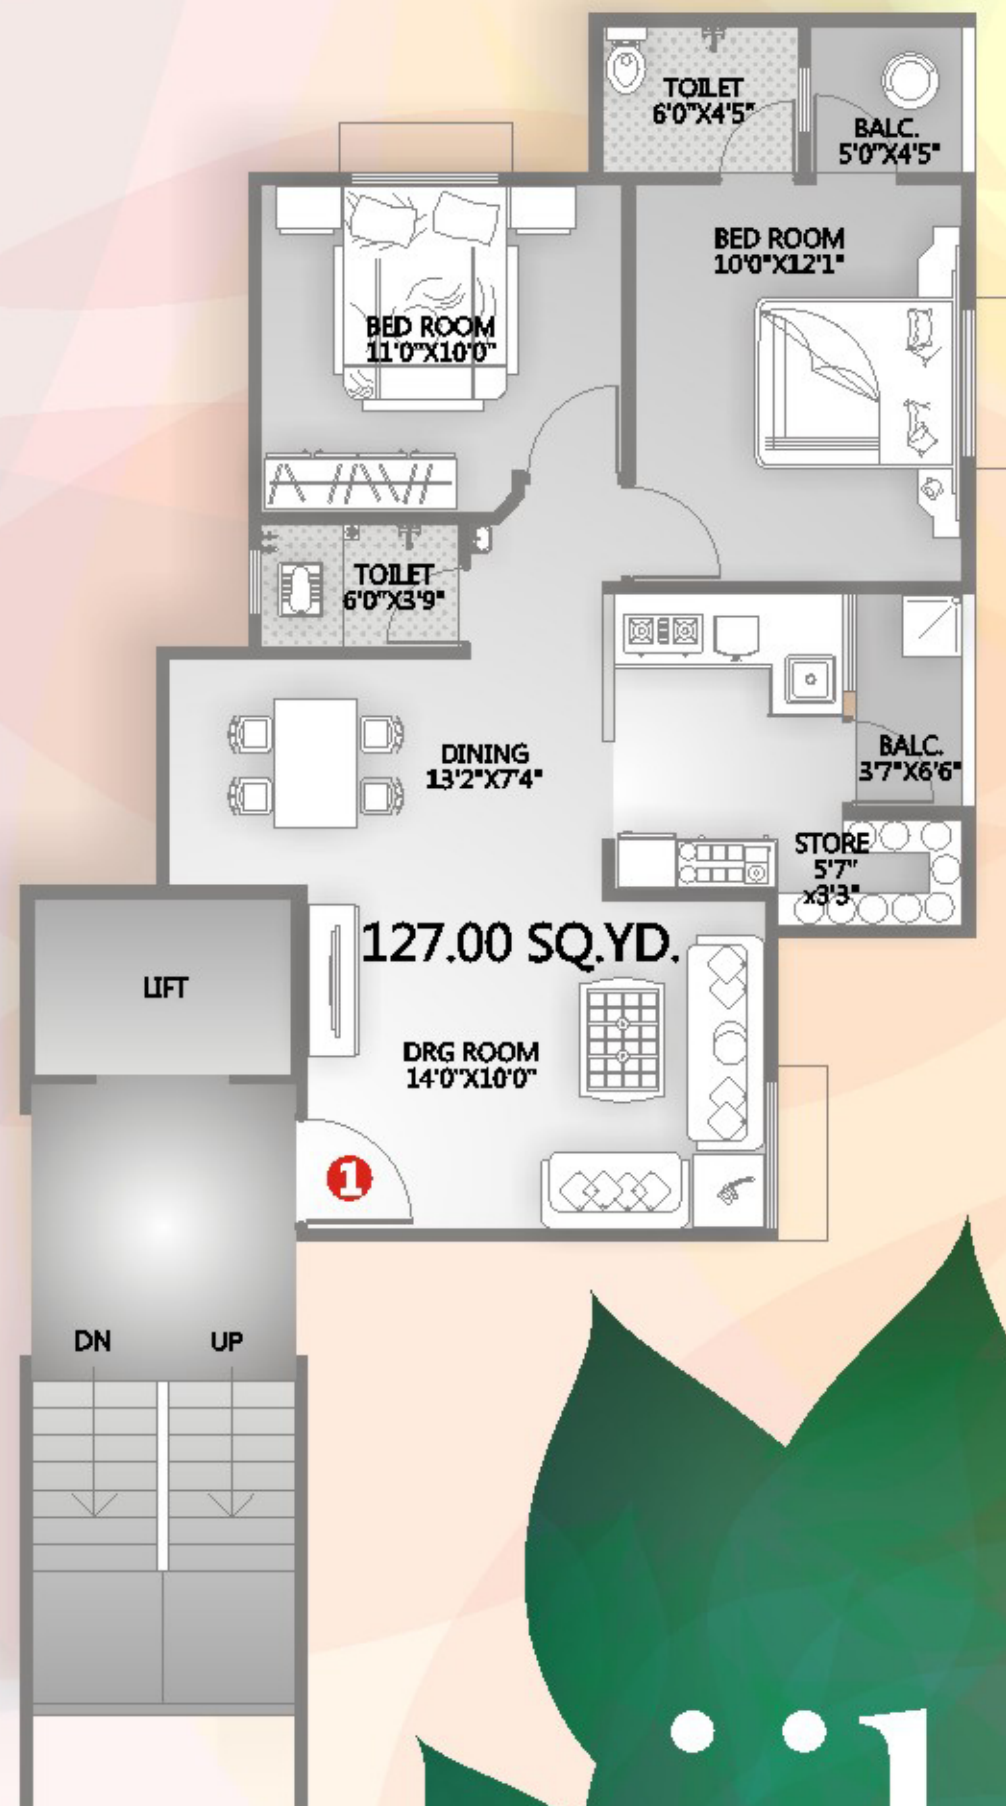 TOILET
6'0"X4'5"
BALC.
5'0"X4'5"
BED ROOM
10'0"X12'1"
BED ROOM
11'0"X10'0"
TOILET
6'0"X3'9"
DINING
13'2"X7'4"
BALC.
3'7"X6'6"
STORE
5'7"
x3'3"
127.00 SQ.YD.
LIFT
DRG ROOM
14'0"X10'0"
1
DN UP